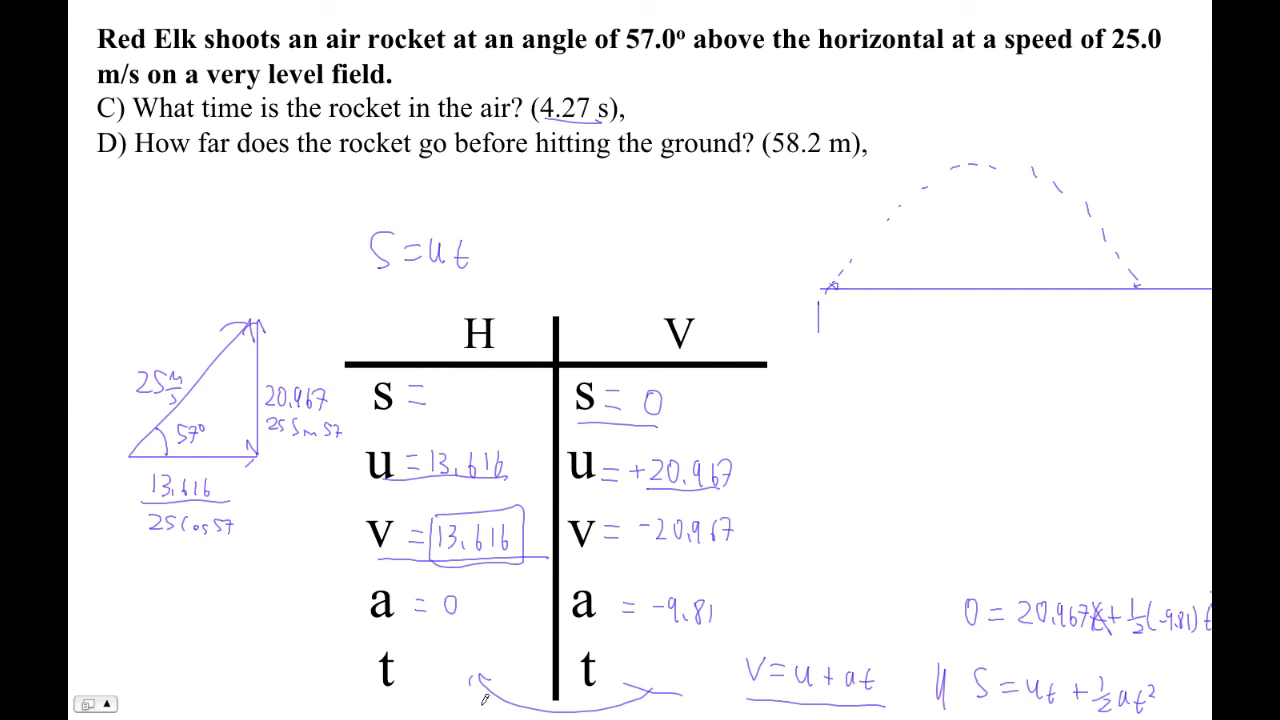 Red Elk shoots an air rocket at an angle of 57.0º above the horizontal at a speed of 25.0
m/s on a very level field.
C) What time is the rocket in the air? (4.27 s),
D) How far does the rocket go before hitting the ground? (58.2 m),
S = ut
H V
s = s = 0
25 m/s 20.967
57º 25 Sin 57
u = 13.616 u = +20.967
13.616
25 Cos 57
v = 13.616 v = -20.967
a = 0 a = -9.81
0 = 20.967t + 1/2 (-9.81) t
t t
V = u + at S = ut + 1/2 at²